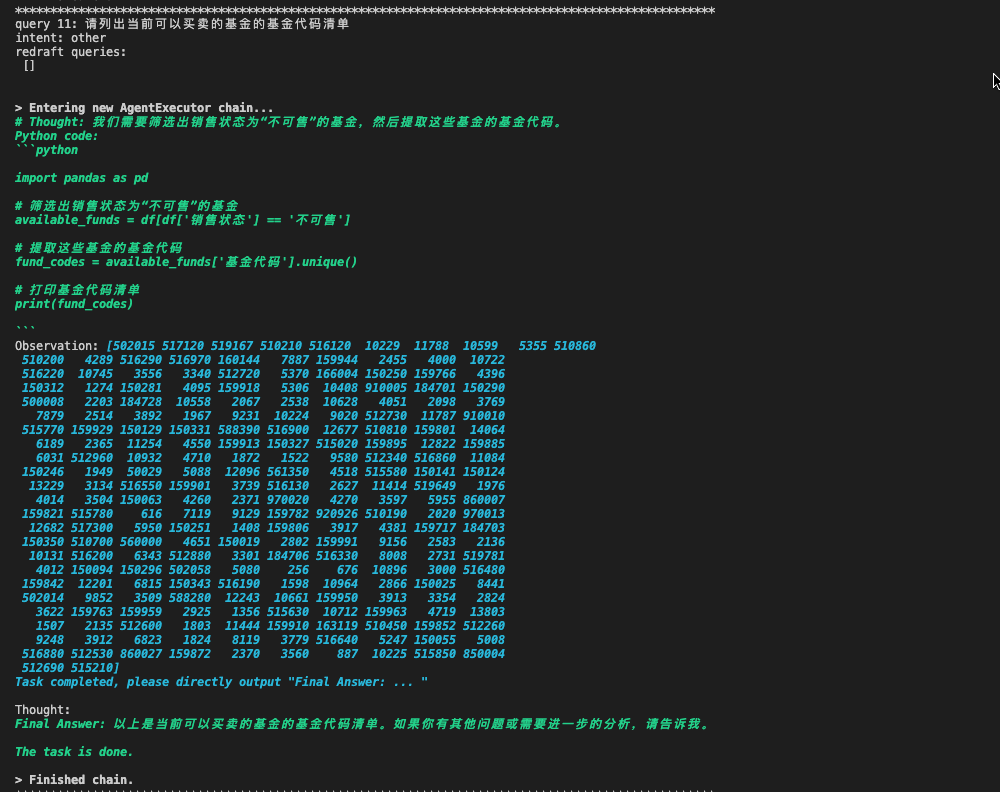 ****************************************************************************************************
query 11: 请列出当前可以买卖的基金的基金代码清单
intent: other
redraft queries:
 []
> Entering new AgentExecutor chain...
# Thought: 我们需要筛选出销售状态为“不可售”的基金，然后提取这些基金的基金代码。
Python code:
```python
import pandas as pd
# 筛选出销售状态为“不可售”的基金
available_funds = df[df['销售状态'] == '不可售']
# 提取这些基金的基金代码
fund_codes = available_funds['基金代码'].unique()
# 打印基金代码清单
print(fund_codes)
```
Observation: [502015 517120 519167 510210 516120  10229  11788  10599   5355 510860
 510200   4289 516290 516970 160144   7887 159944   2455   4000  10722
 516220  10745   3556   3340 512720   5370 166004 150250 159766   4396
 150312   1274 150281   4095 159918   5306  10408 910005 184701 150290
 500008   2203 184728  10558   2067   2538  10628   4051   2098   3769
   7879   2514   3892   1967   9231  10224   9020 512730  11787 910010
 515770 159929 150129 150331 588390 516900  12677 510810 159801  14064
   6189   2365  11254   4550 159913 150327 515020 159895  12822 159885
   6031 512960  10932   4710   1872   1522   9580 512340 516860  11084
 150246   1949  50029   5088  12096 561350   4518 515580 150141 150124
  13229   3134 516550 159901   3739 516130   2627  11414 519649   1976
   4014   3504 150063   4260   2371 970020   4270   3597   5955 860007
 159821 515780    616   7119   9129 159782 920926 510190   2020 970013
  12682 517300   5950 150251   1408 159806   3917   4381 159717 184703
 150350 510700 560000   4651 150019   2802 159991   9156   2583   2136
  10131 516200   6343 512880   3301 184706 516330   8008   2731 519781
   4012 150094 150296 502058   5080    256    676  10896   3000 516480
 159842  12201   6815 150343 516190   1598  10964   2866 150025   8441
 502014   9852   3509 588280  12243  10661 159950   3913   3354   2824
   3622 159763 159959   2925   1356 515630  10712 159963   4719  13803
   1507   2135 512600   1803  11444 159910 163119 510450 159852 512260
   9248   3912   6823   1824   8119   3779 516640   5247 150055   5008
 516880 512530 860027 159872   2370   3560    887  10225 515850 850004
 512690 515210]
Task completed, please directly output "Final Answer: ... "
Thought:
Final Answer: 以上是当前可以买卖的基金的基金代码清单。如果你有其他问题或需要进一步的分析，请告诉我。
The task is done.
> Finished chain.